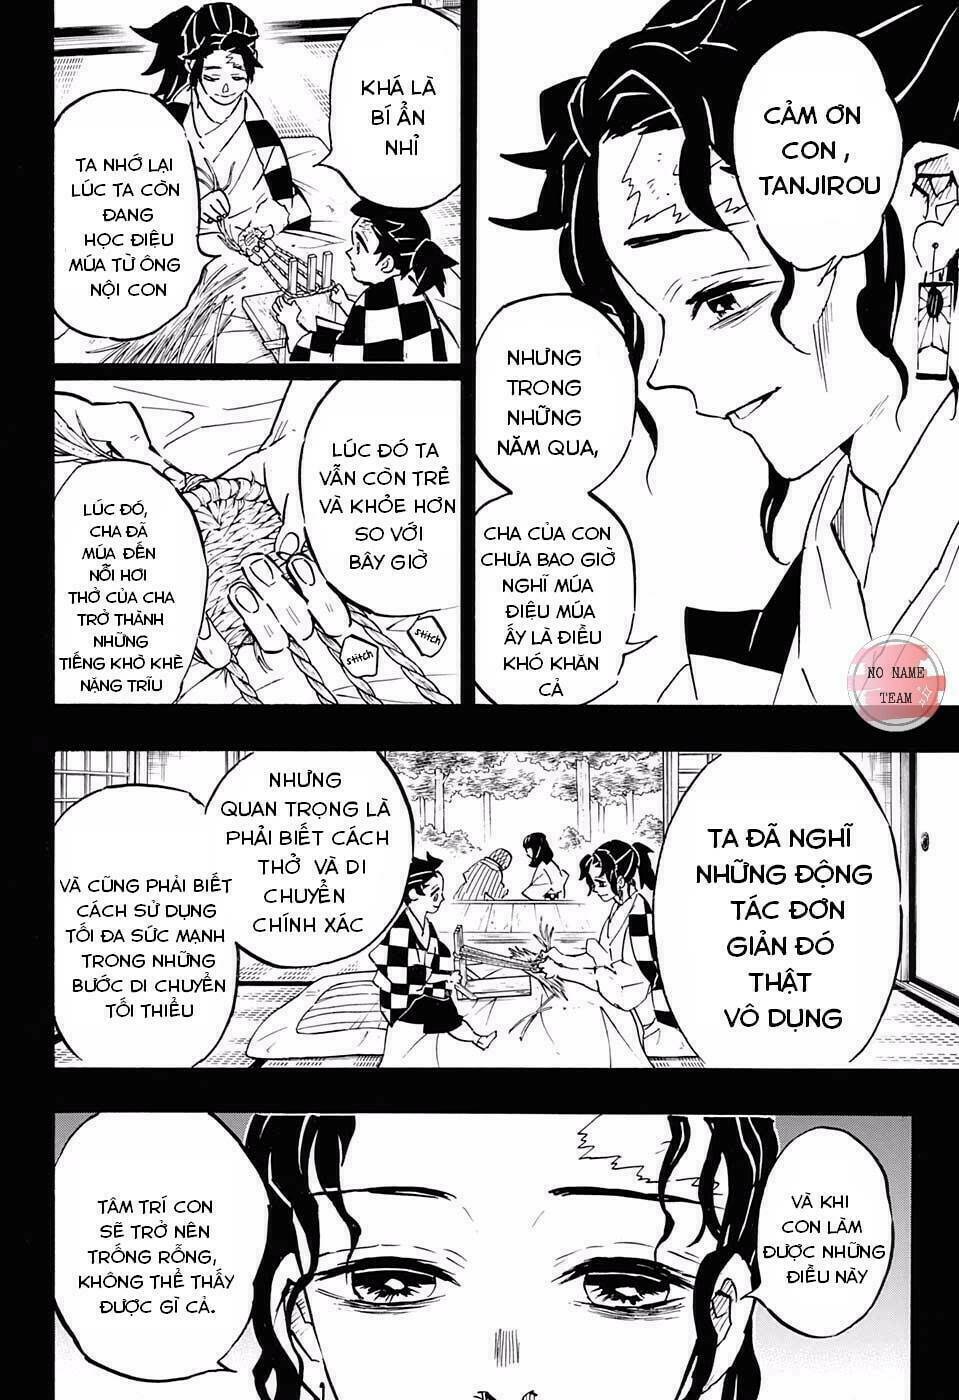 CẢM ƠN
CON ,
TANJIROU
NHƯNG
TRONG
NHỮNG
NĂM QUA,
CHA CỦA CON
CHƯA BAO GIỜ
NGHĨ MÚA
ĐIỆU MÚA
ẤY LÀ ĐIỀU
KHÓ KHĂN
CẢ
KHÁ LÀ
BÍ ẨN
NHỈ
TA NHỚ LẠI
LÚC TA CÒN
ĐANG
HỌC ĐIỆU
MÚA TỪ ÔNG
NỘI CON
LÚC ĐÓ TA
VẪN CÒN TRẺ
VÀ KHỎE HƠN
SO VỚI
BÂY GIỜ
stitch
stitch
LÚC ĐÓ,
CHA ĐÃ
MÚA ĐẾN
NỖI HƠI
THỞ CỦA CHA
TRỞ THÀNH
NHỮNG
TIẾNG KHÒ KHÈ
NẶNG TRĨU
NO NAME
TEAM
TA ĐÃ NGHĨ
NHỮNG ĐỘNG
TÁC ĐƠN
GIẢN ĐÓ
THẬT
VÔ DỤNG
NHƯNG
QUAN TRỌNG LÀ
PHẢI BIẾT CÁCH
THỞ VÀ DI
CHUYỂN
CHÍNH XÁC
VÀ CŨNG PHẢI BIẾT
CÁCH SỬ DỤNG
TỐI ĐA SỨC MẠNH
TRONG NHỮNG
BƯỚC DI CHUYỂN
TỐI THIỂU
VÀ KHI
CON LÀM
ĐƯỢC NHỮNG
ĐIỀU NÀY
TÂM TRÍ CON
SẼ TRỞ NÊN
TRỐNG RỖNG,
KHÔNG THỂ THẤY
ĐƯỢC GÌ CẢ.